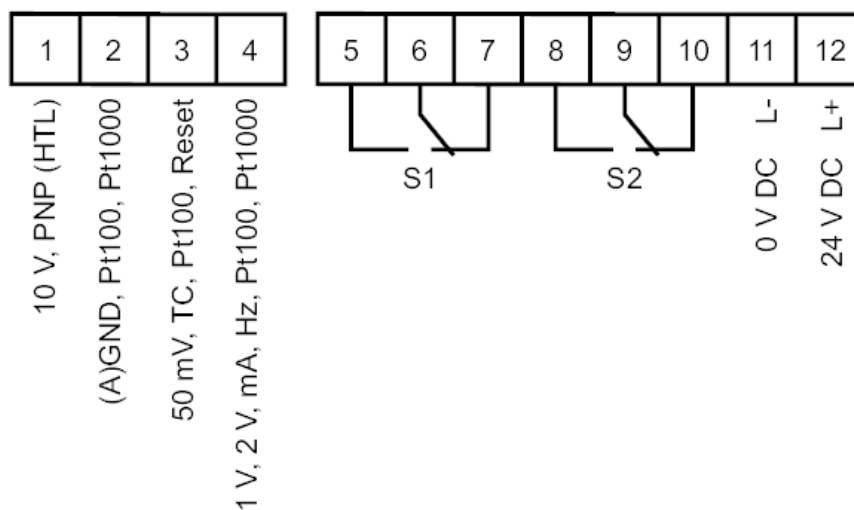 1 2 3 4 5 6 7 8 9 10 11 12
10 V, PNP (HTL)
(A)GND, Pt100, Pt1000
50 mV, TC, Pt100, Reset
1 V, 2 V, mA, Hz, Pt100, Pt1000
S1
S2
0 V DC L-
24 V DC L+